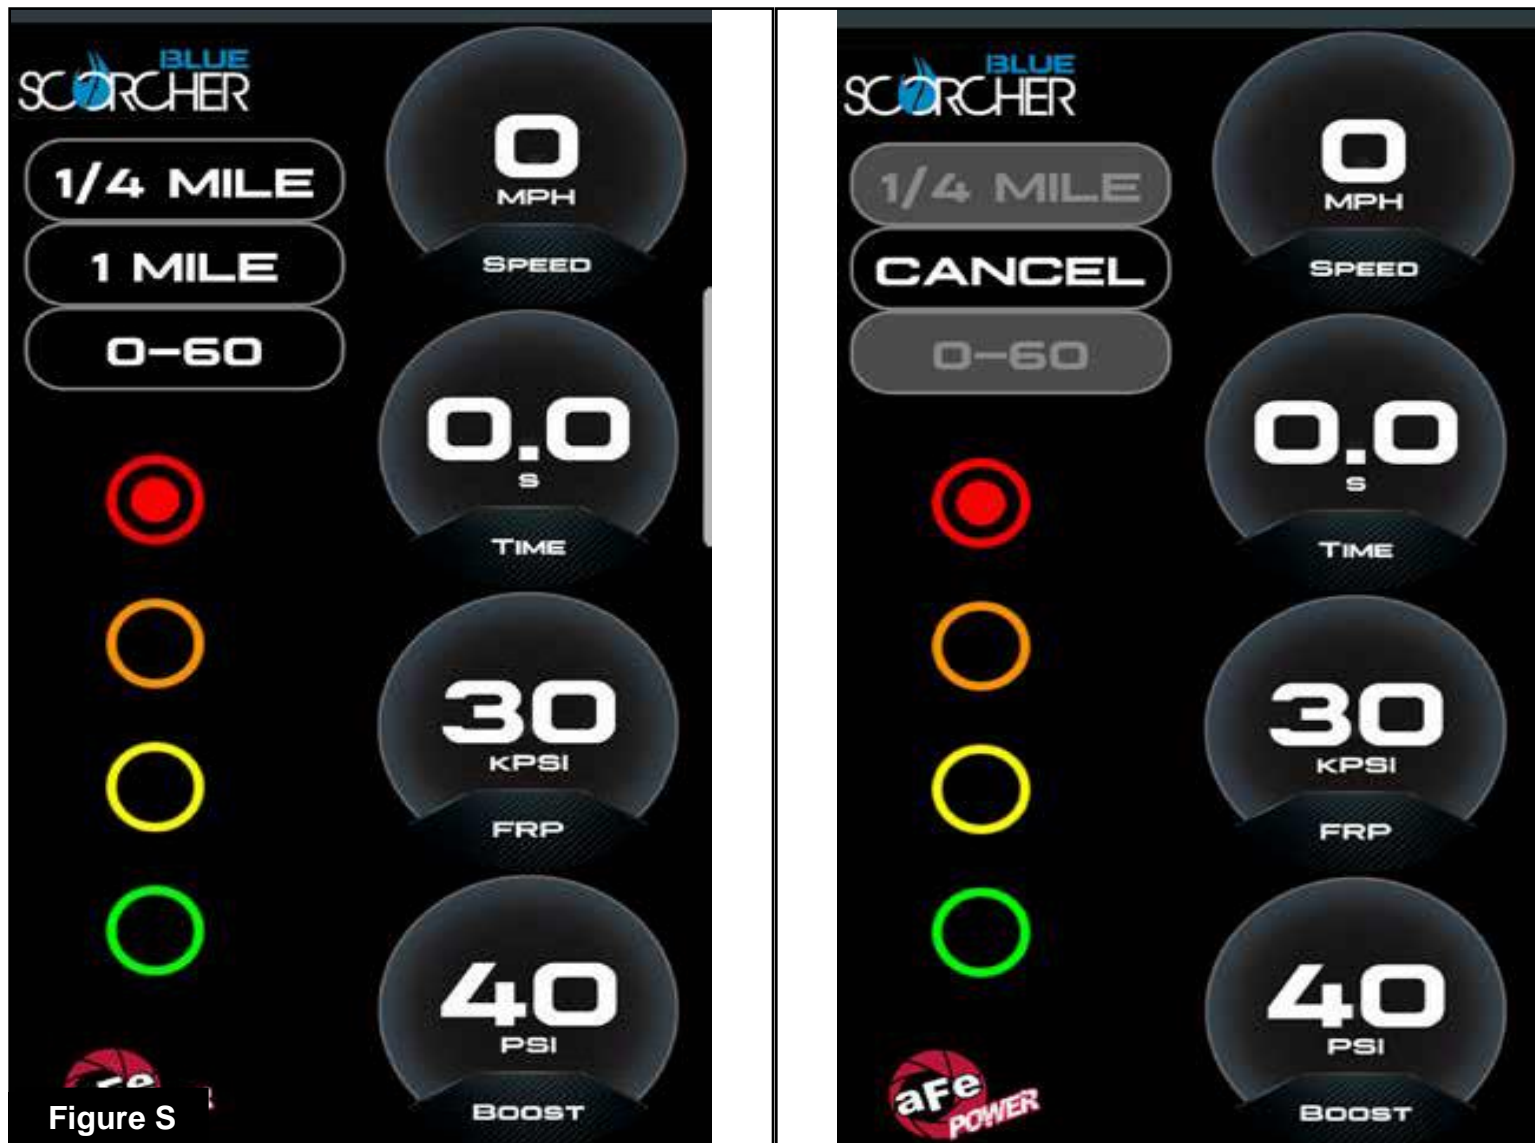 BLUE
SCORCHER
1/4 MILE
1 MILE
0-60
0
MPH
SPEED
0.0
S
TIME
30
KPSI
FRP
40
PSI
BOOST
aFe
Figure S
BLUE
SCORCHER
1/4 MILE
CANCEL
0-60
0
MPH
SPEED
0.0
S
TIME
30
KPSI
FRP
40
PSI
BOOST
aFe
POWER